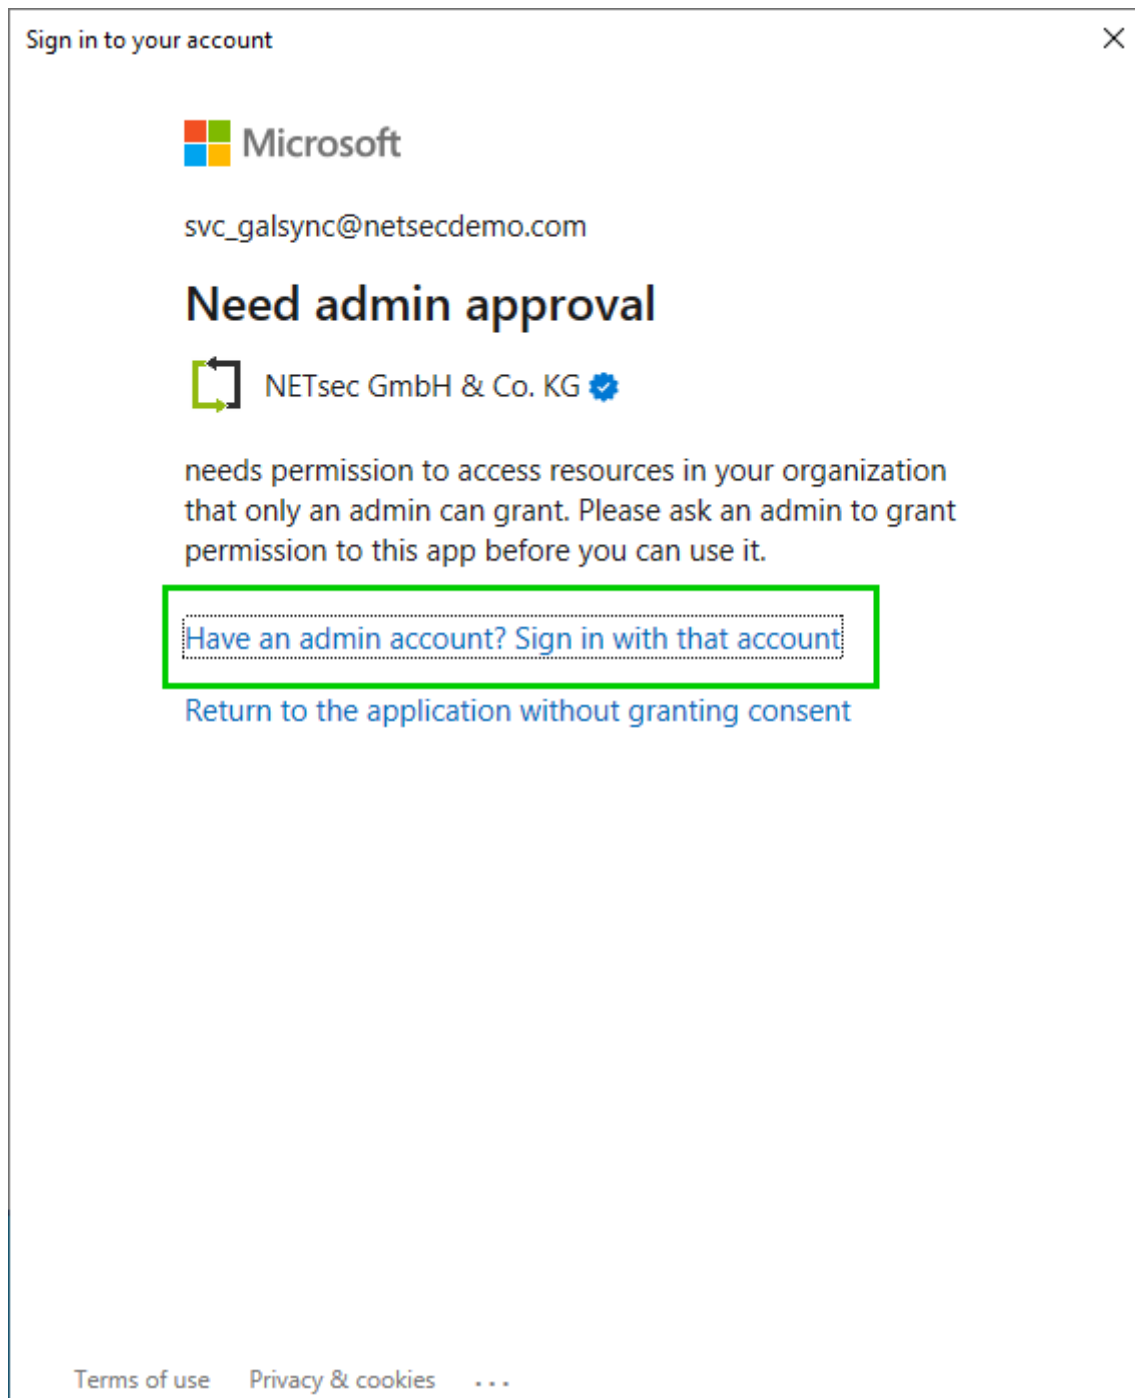 Sign in to your account
Microsoft
svc_galsync@netsecdemo.com
Need admin approval
NETsec GmbH & Co. KG
needs permission to access resources in your organization
that only an admin can grant. Please ask an admin to grant
permission to this app before you can use it.
Have an admin account? Sign in with that account
Return to the application without granting consent
Terms of use Privacy & cookies ...